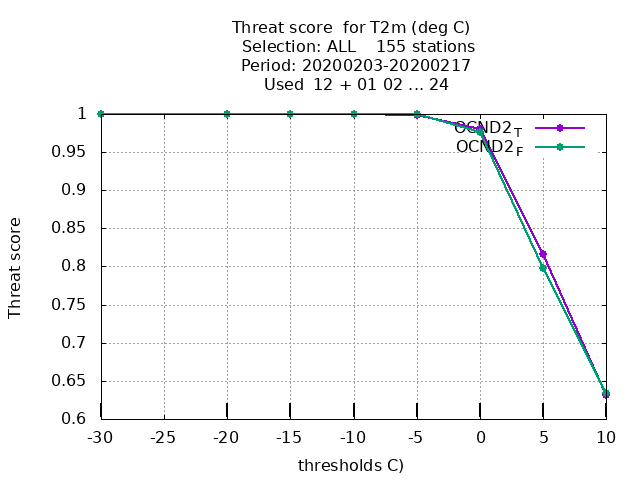 Threat score  for T2m (deg C)
Selection: ALL    155 stations
Period: 20200203-20200217
Used  12 + 01 02 ... 24
OCND2T
OCND2F
1
0.95
0.9
0.85
0.8
0.75
0.7
0.65
0.6
Threat score
-30 -25 -20 -15 -10 -5 0 5 10
thresholds C)